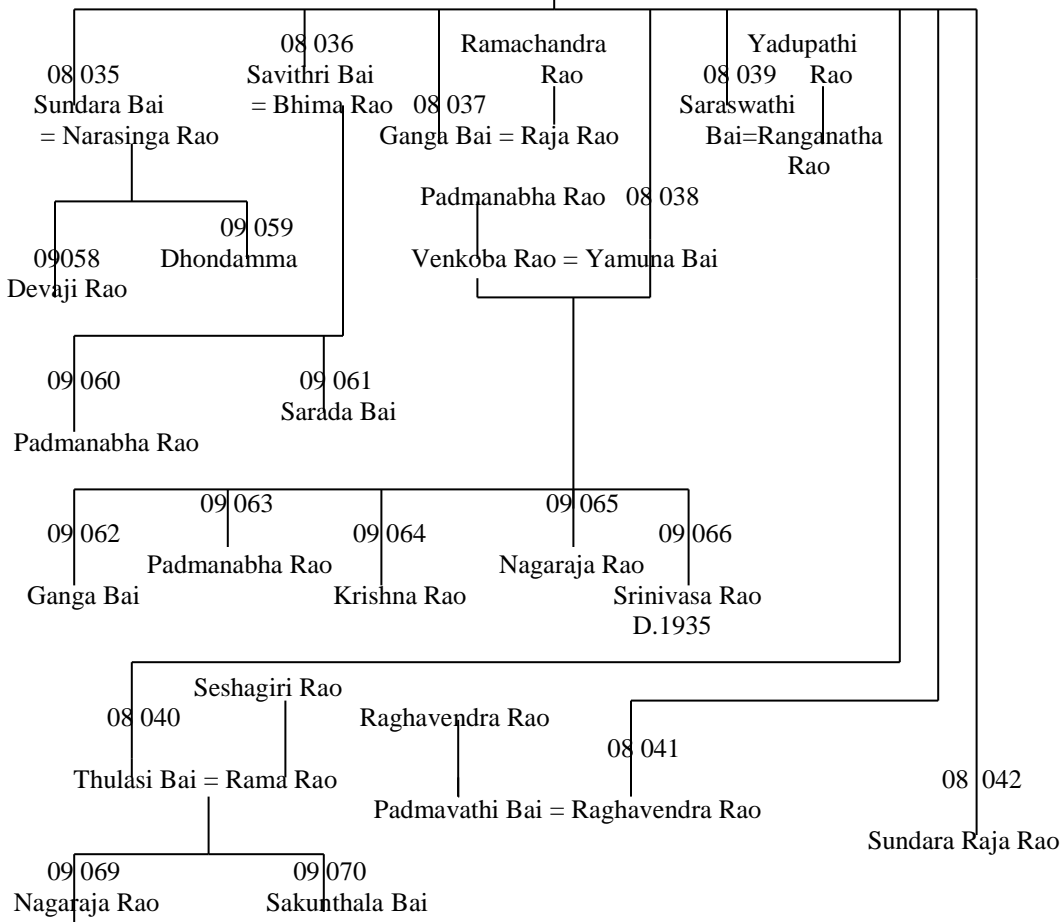 08 036
Ramachandra
Yadupathi
08 035
Savithri Bai
Rao
08 039
Rao
Sundara Bai
= Bhima Rao
08 037
Saraswathi
= Narasinga Rao
Ganga Bai = Raja Rao
Bai=Ranganatha
Rao
Padmanabha Rao
08 038
09 059
09058
Dhondamma
Venkoba Rao = Yamuna Bai
Devaji Rao
09 060
09 061
Sarada Bai
Padmanabha Rao
09 063
09 065
09 062
09 064
09 066
Padmanabha Rao
Nagaraja Rao
Ganga Bai
Krishna Rao
Srinivasa Rao
D.1935
Seshagiri Rao
08 040
Raghavendra Rao
08 041
Thulasi Bai = Rama Rao
08 042
Padmavathi Bai = Raghavendra Rao
Sundara Raja Rao
09 069
09 070
Nagaraja Rao
Sakunthala Bai